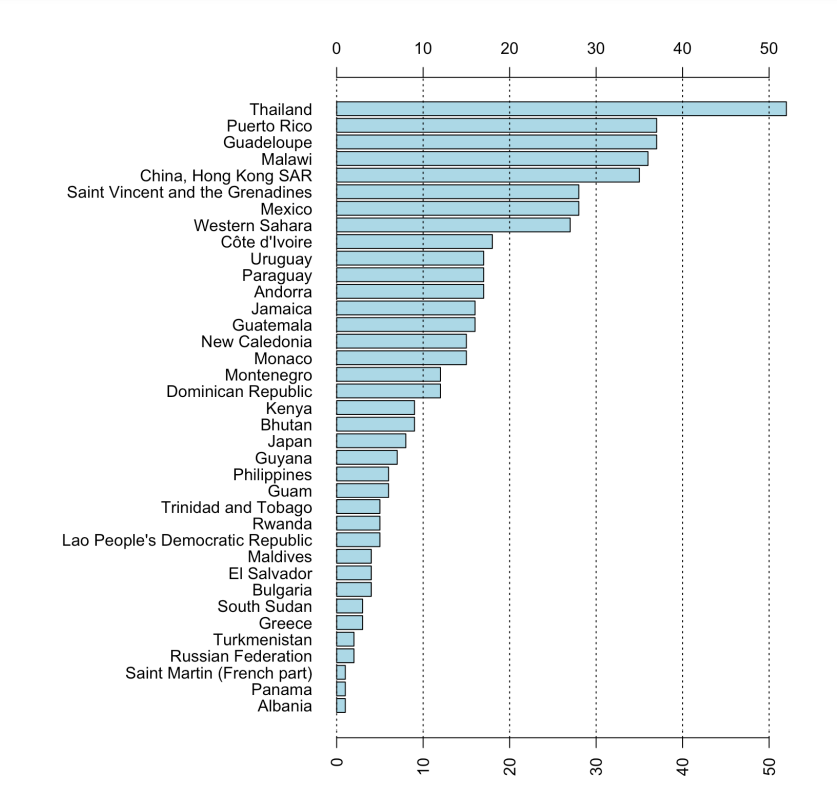 0 10 20 30 40 50
Thailand
Puerto Rico
Guadeloupe
Malawi
China, Hong Kong SAR
Saint Vincent and the Grenadines
Mexico
Western Sahara
Côte d'Ivoire
Uruguay
Paraguay
Andorra
Jamaica
Guatemala
New Caledonia
Monaco
Montenegro
Dominican Republic
Kenya
Bhutan
Japan
Guyana
Philippines
Guam
Trinidad and Tobago
Rwanda
Lao People's Democratic Republic
Maldives
El Salvador
Bulgaria
South Sudan
Greece
Turkmenistan
Russian Federation
Saint Martin (French part)
Panama
Albania
0 10 20 30 40 50